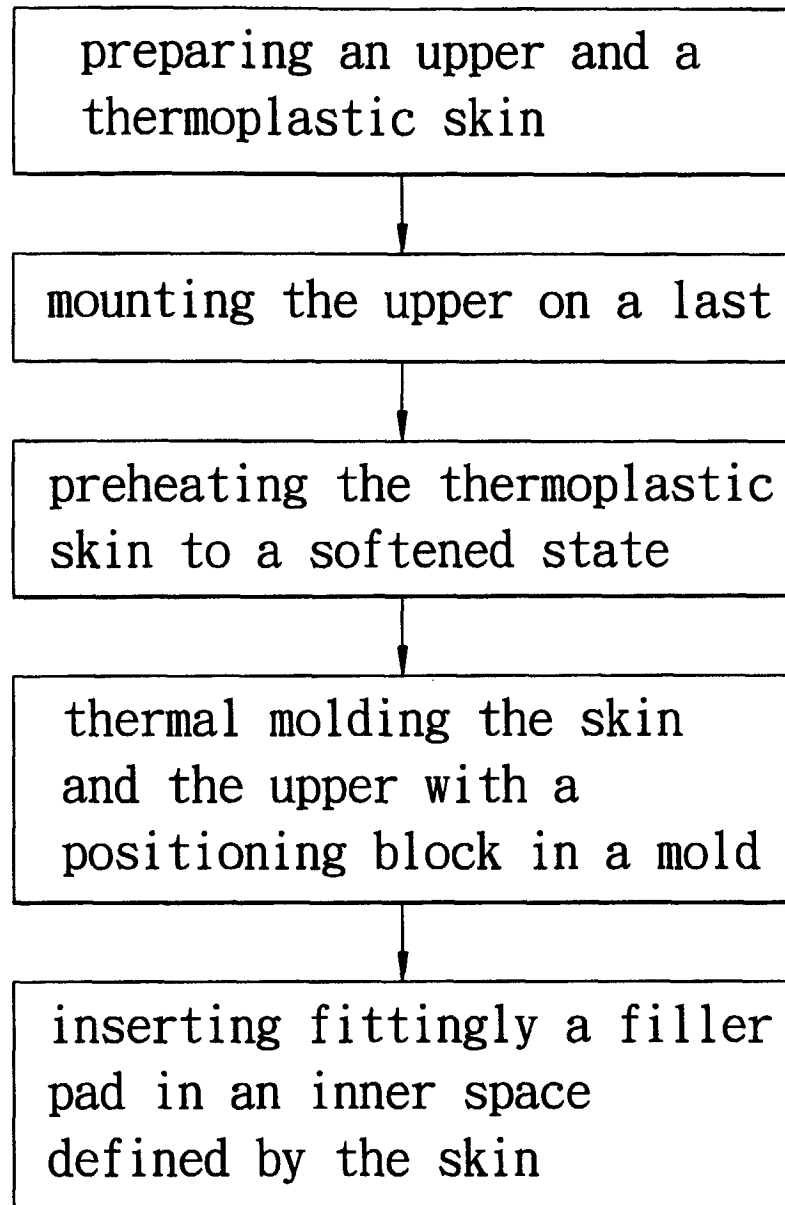 preparing an upper and a
thermoplastic skin
mounting the upper on a last
preheating the thermoplastic
skin to a softened state
thermal molding the skin
and the upper with a
positioning block in a mold
inserting fittingly a filler
pad in an inner space
defined by the skin